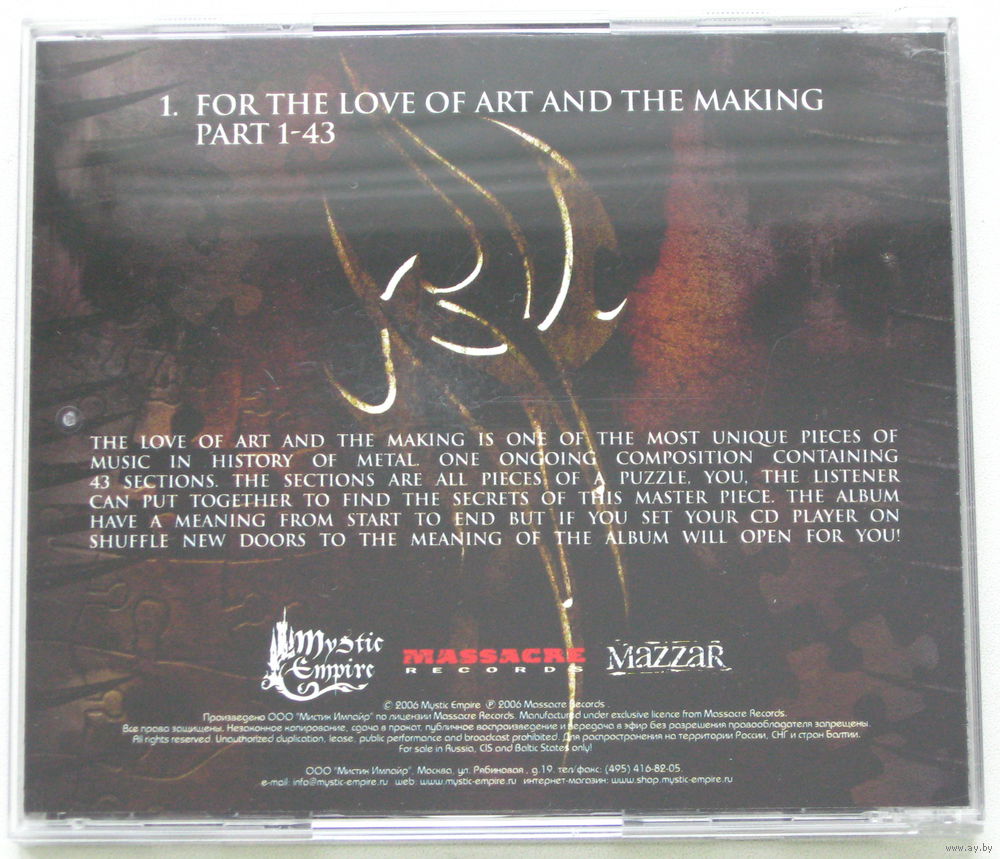 1. FOR THE LOVE OF ART AND THE MAKING
PART 1-43
THE LOVE OF ART AND THE MAKING IS ONE OF THE MOST UNIQUE PIECES OF
MUSIC IN HISTORY OF METAL. ONE ONGOING COMPOSITION CONTAINING
43 SECTIONS. THE SECTIONS ARE ALL PIECES OF A PUZZLE, YOU, THE LISTENER
CAN PUT TOGETHER TO FIND THE SECRETS OF THIS MASTER PIECE. THE ALBUM
HAVE A MEANING FROM START TO END BUT IF YOU SET YOUR CD PLAYER ON
SHUFFLE NEW DOORS TO THE MEANING OF THE ALBUM WILL OPEN FOR YOU!
Mystic Empire
MASSACRE RECORDS
MAZZAR
© 2006 Mystic Empire ℗ 2006 Massacre Records
Произведено ООО "Мистик Импайр" по лицензии Massacre Records. Manufactured under exclusive licence from Massacre Records.
Все права защищены. Незаконное копирование, сдача в прокат, публичное воспроизведение и передача в эфир без разрешения правообладателя запрещены.
All rights reserved. Unauthorized duplication, lease, public performance and broadcast prohibited. Для распространения на территории России, СНГ и стран Балтии.
For sale in Russia, CIS and Baltic States only!
ООО "Мистик Импайр", Москва, ул. Рябиновая, д.19. тел/факс: (495) 416-82-05.
e-mail: info@mystic-empire.ru web: www.mystic-empire.ru интернет-магазин: www.shop.mystic-empire.ru
www.ay.by